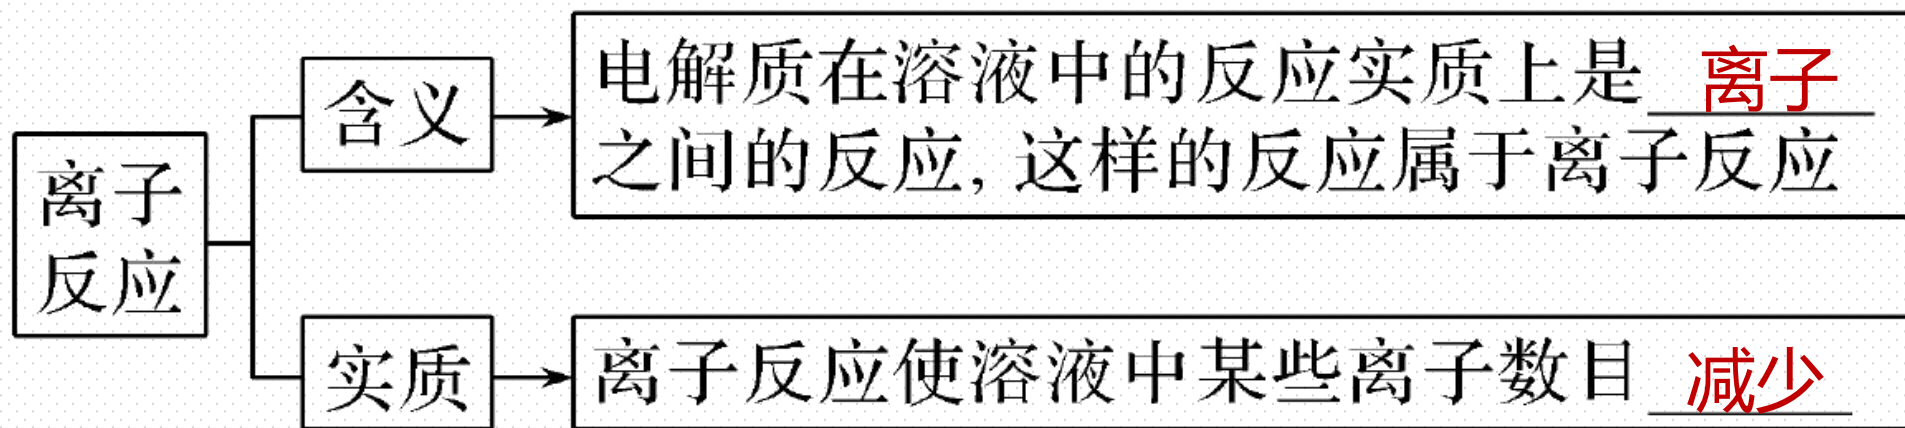 离子
反应
含义
电解质在溶液中的反应实质上是离子
之间的反应,这样的反应属于离子反应
实质
离子反应使溶液中某些离子数目减少